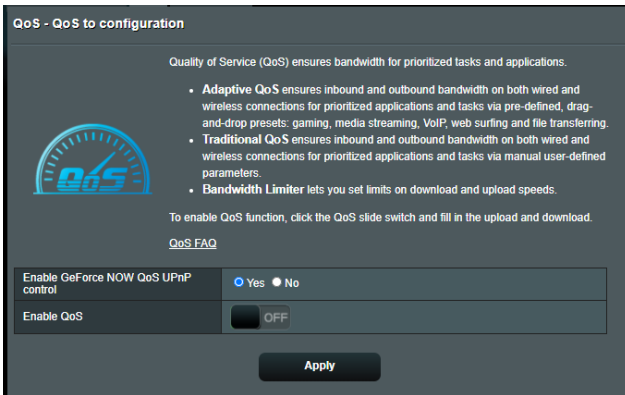 QoS - QoS to configuration
Quality of Service (QoS) ensures bandwidth for prioritized tasks and applications.
• Adaptive QoS ensures inbound and outbound bandwidth on both wired and
wireless connections for prioritized applications and tasks via pre-defined, drag-
and-drop presets: gaming, media streaming, VoIP, web surfing and file transferring.
• Traditional QoS ensures inbound and outbound bandwidth on both wired and
wireless connections for prioritized applications and tasks via manual user-defined
parameters.
• Bandwidth Limiter lets you set limits on download and upload speeds.
To enable QoS function, click the QoS slide switch and fill in the upload and download.
QoS FAQ
QoS
Enable GeForce NOW QoS UPnP
control
Yes No
Enable QoS
OFF
Apply